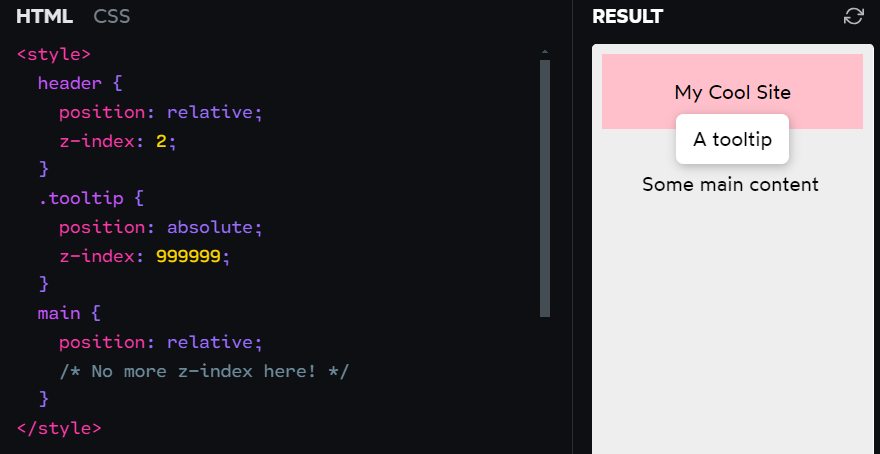 HTML CSS
<style>
header {
position: relative;
z-index: 2;
}
.tooltip {
position: absolute;
z-index: 999999;
}
main {
position: relative;
/* No more z-index here! */
}
</style>
RESULT
My Cool Site
A tooltip
Some main content